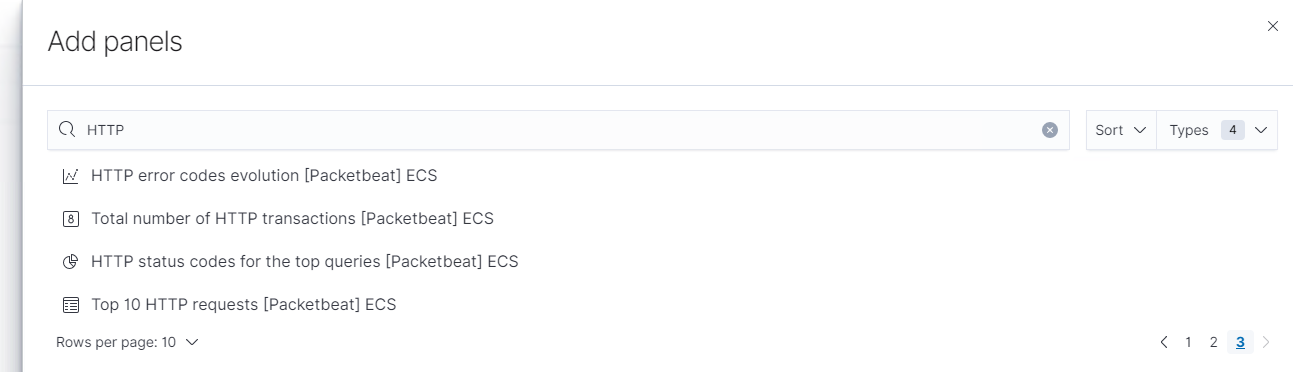 Add panels
HTTP
Sort
Types 4
HTTP error codes evolution [Packetbeat] ECS
8 Total number of HTTP transactions [Packetbeat] ECS
HTTP status codes for the top queries [Packetbeat] ECS
Top 10 HTTP requests [Packetbeat] ECS
Rows per page: 10
1 2 3